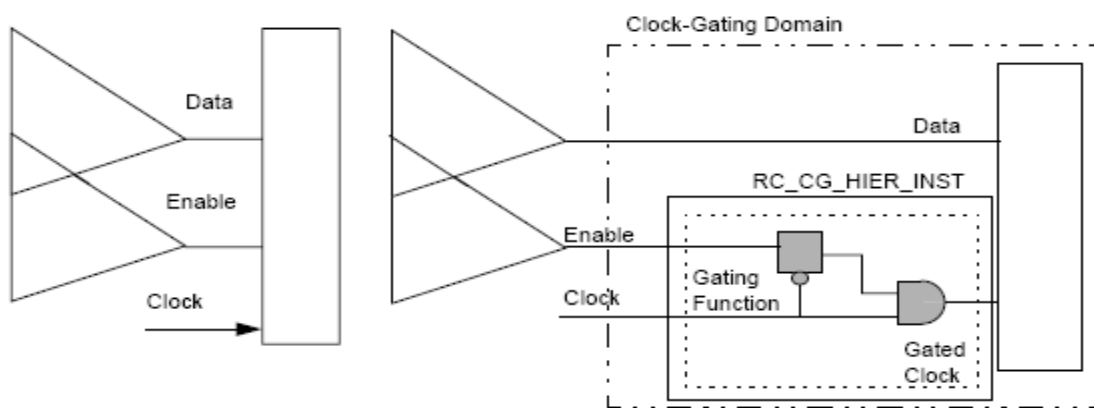 Data
Enable
Clock
Clock-Gating Domain
Data
RC_CG_HIER_INST
Enable
Clock
Gating
Function
Gated
Clock